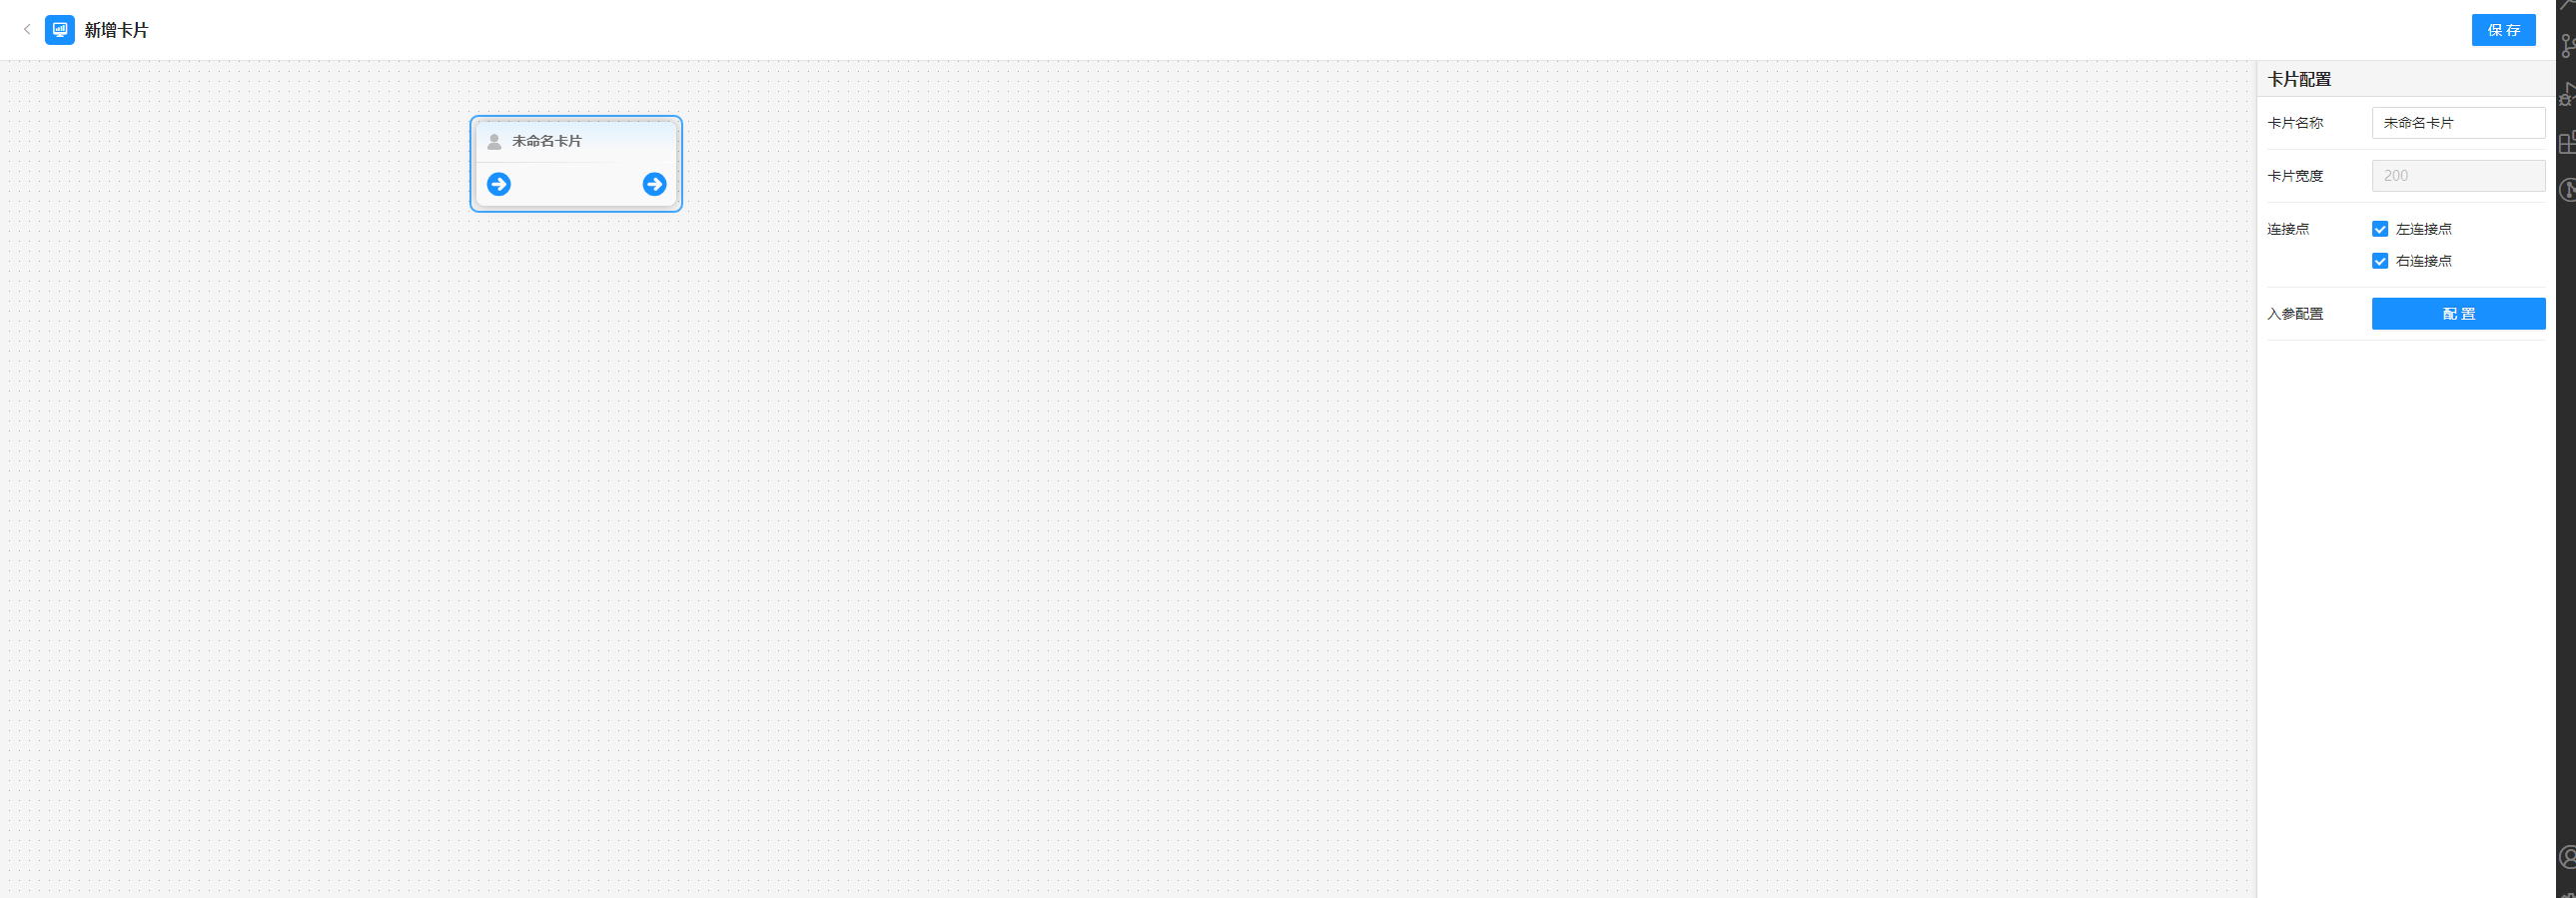 新增卡片
保 存
未命名卡片
卡片配置
卡片名称
未命名卡片
卡片宽度
200
连接点
左连接点
右连接点
入参配置
配 置